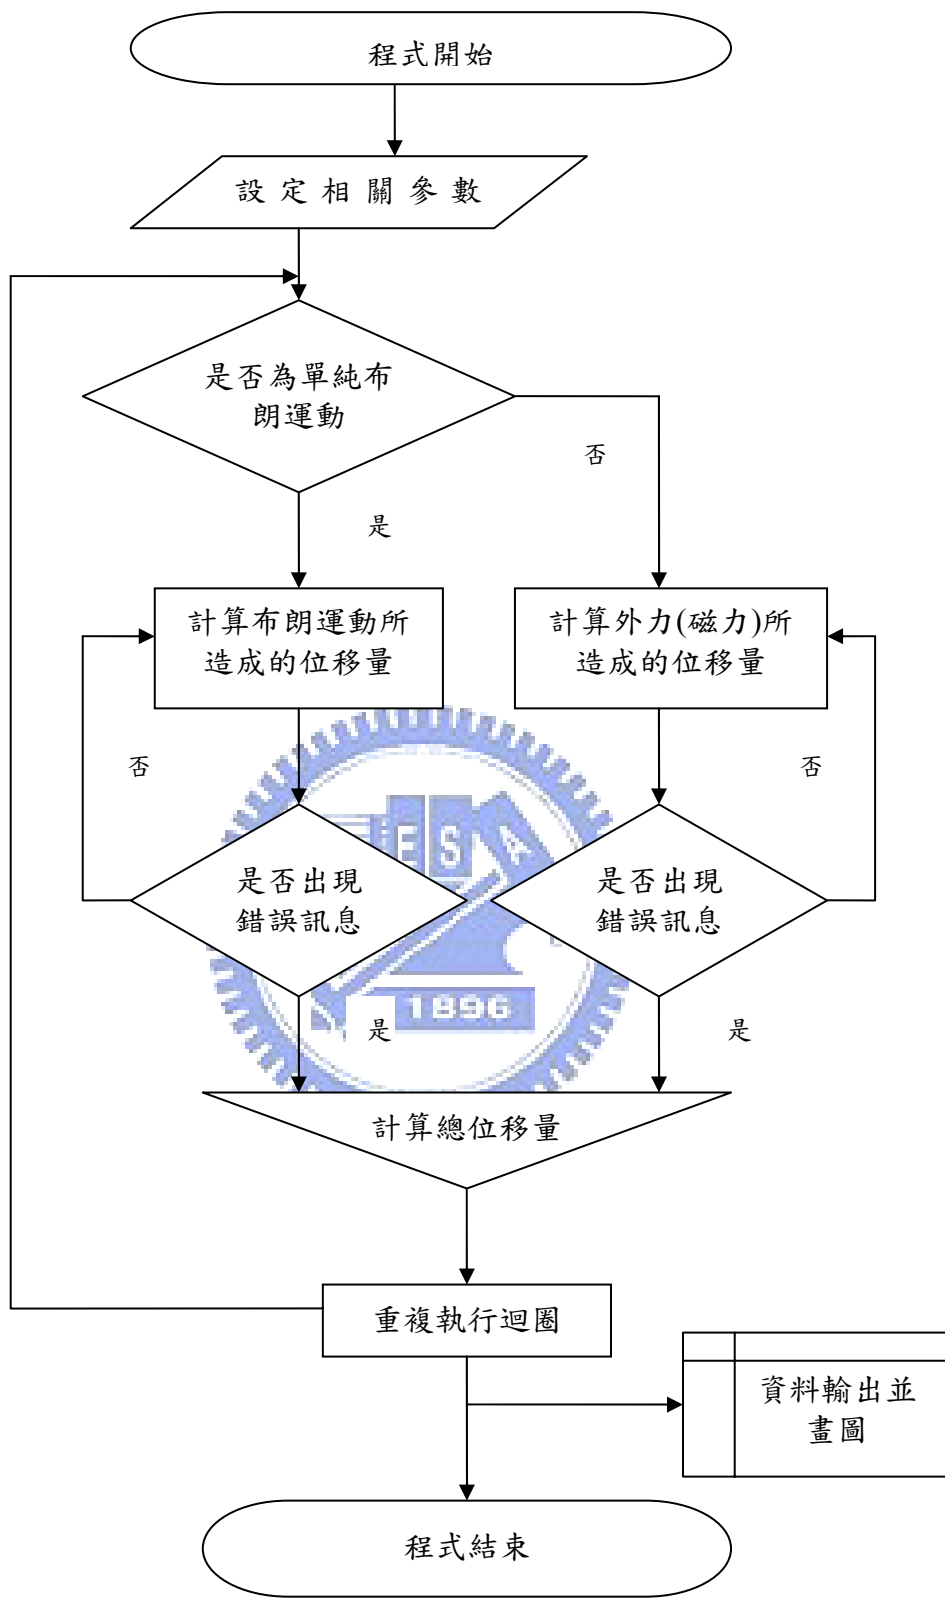 程式開始
設定相關參數
是否為單純布
朗運動
否
是
計算布朗運動所
造成的位移量
計算外力(磁力)所
造成的位移量
否
否
ESA
是否出現
錯誤訊息
是否出現
錯誤訊息
1896
是
是
計算總位移量
重複執行迴圈
資料輸出並
畫圖
程式結束